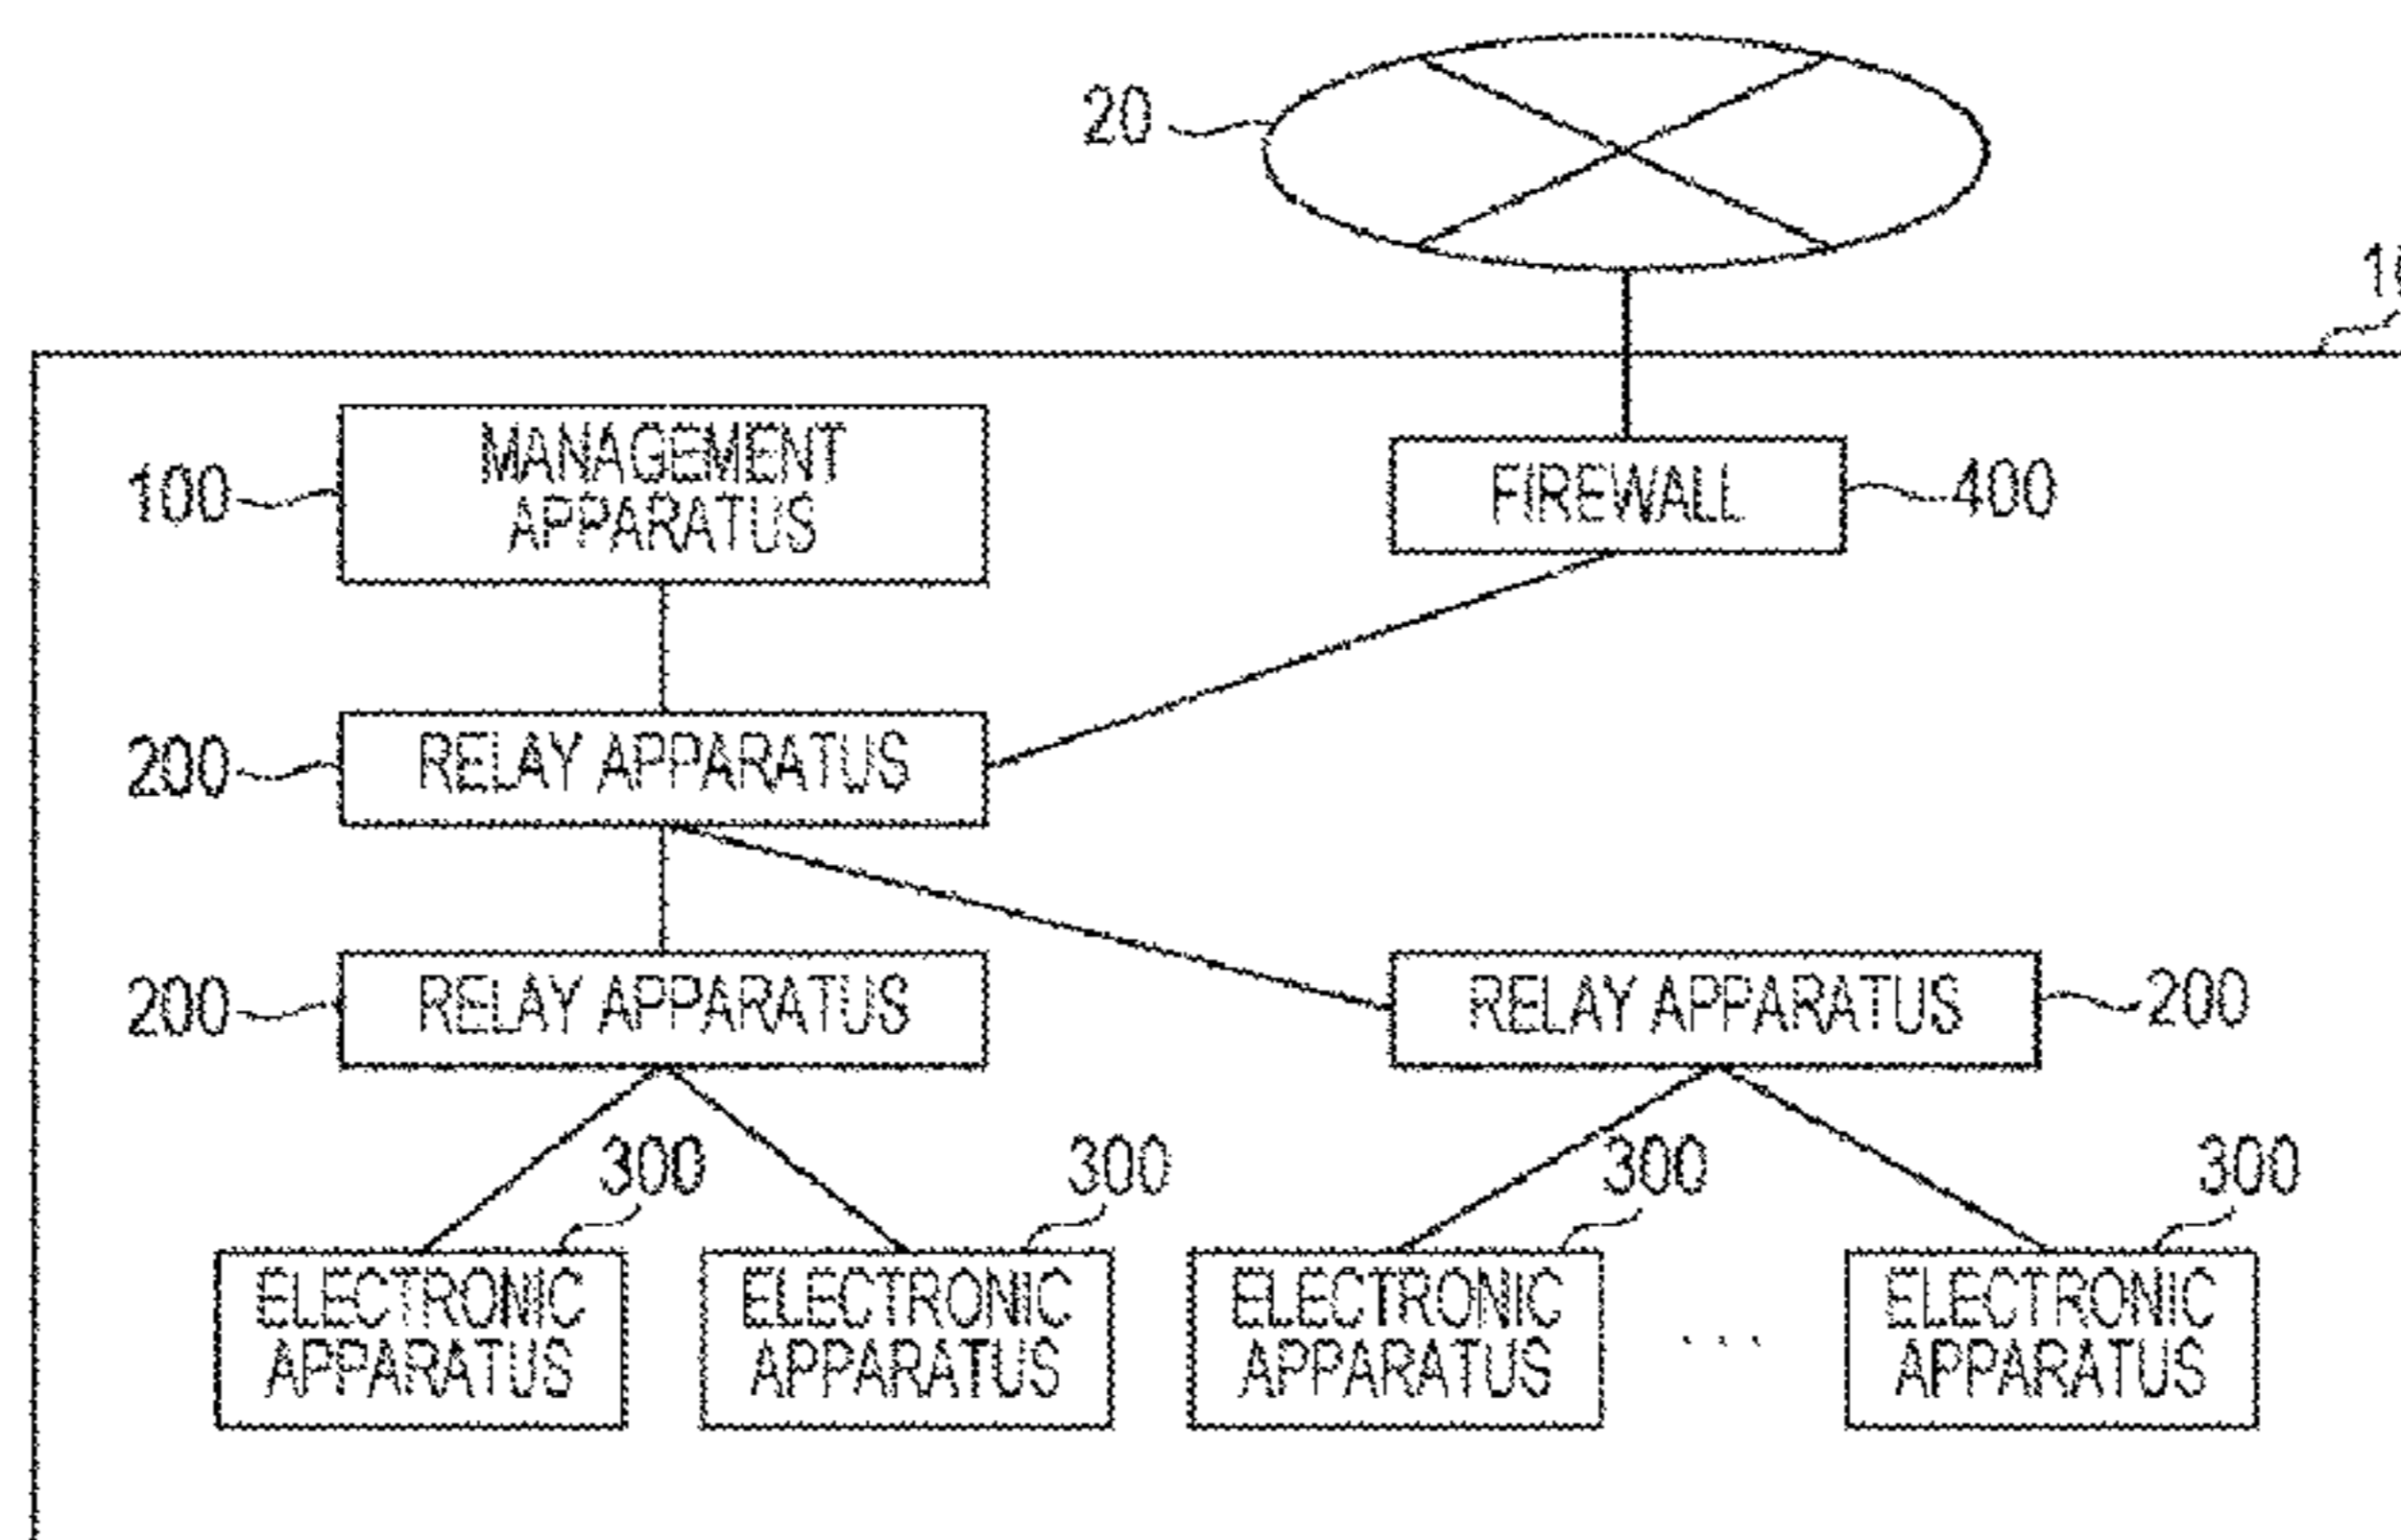 20
10
MANAGEMENT
APPARATUS
100
FIREWALL
400
200
RELAY APPARATUS
200
RELAY APPARATUS
RELAY APPARATUS
200
300
300
300
300
ELECTRONIC
APPARATUS
ELECTRONIC
APPARATUS
ELECTRONIC
APPARATUS
. . .
ELECTRONIC
APPARATUS